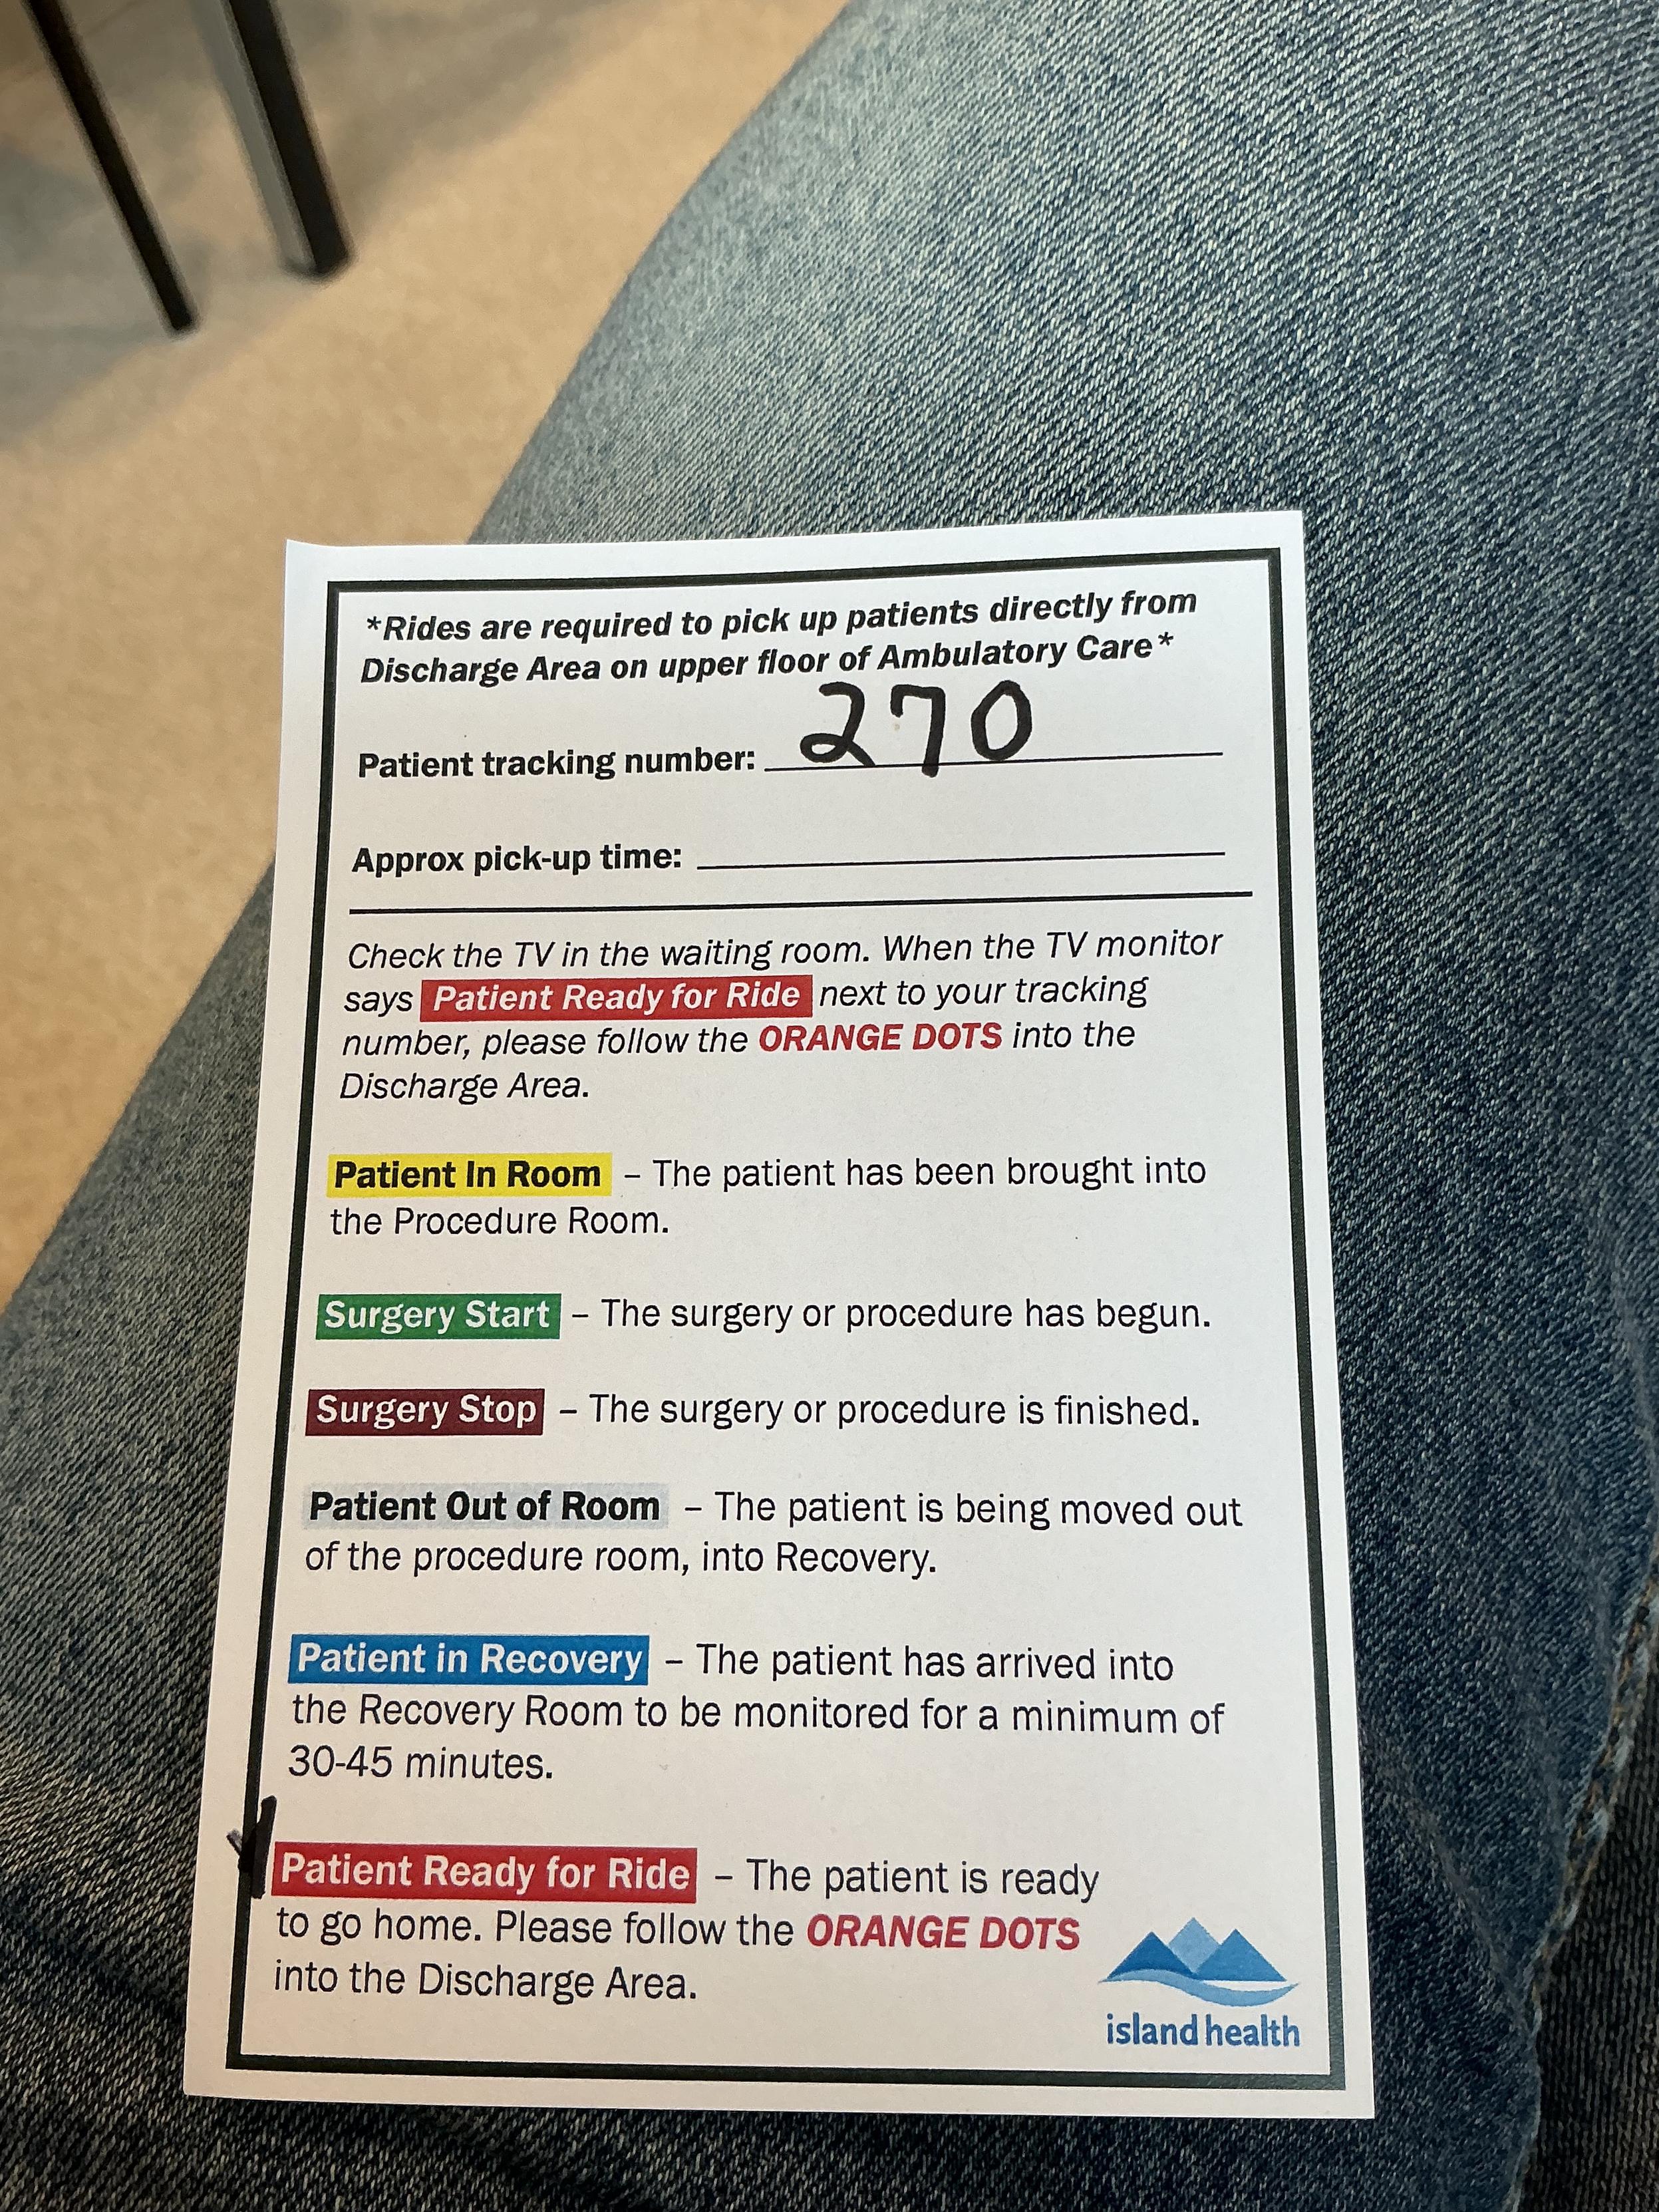 *Rides are required to pick up patients directly from
Discharge Area on upper floor of Ambulatory Care*
Patient tracking number: 270
Approx pick-up time:
Check the TV in the waiting room. When the TV monitor
says Patient Ready for Ride next to your tracking
number, please follow the ORANGE DOTS into the
Discharge Area.
Patient In Room – The patient has been brought into
the Procedure Room.
Surgery Start – The surgery or procedure has begun.
Surgery Stop – The surgery or procedure is finished.
Patient Out of Room – The patient is being moved out
of the procedure room, into Recovery.
Patient in Recovery – The patient has arrived into
the Recovery Room to be monitored for a minimum of
30-45 minutes.
Patient Ready for Ride – The patient is ready
to go home. Please follow the ORANGE DOTS
into the Discharge Area.
island health